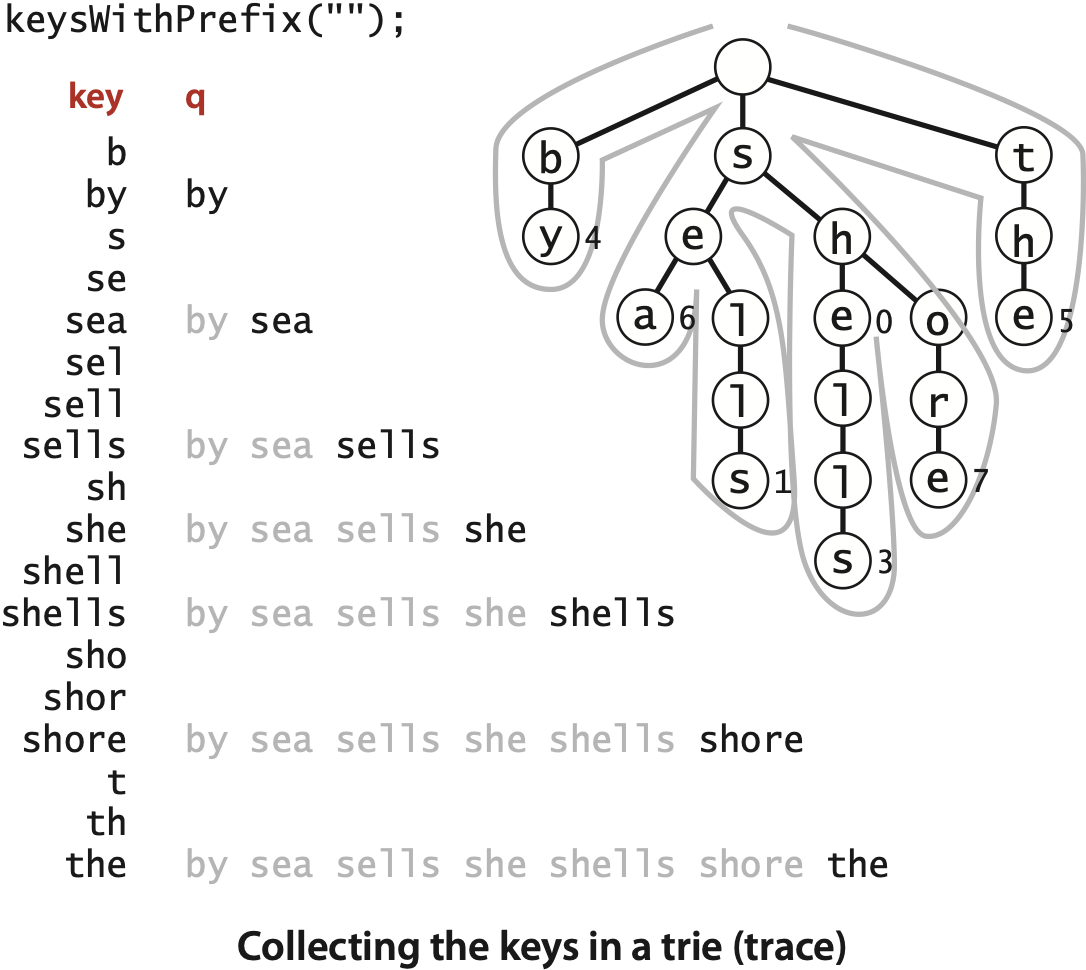 keysWithPrefix("");
key q
b
by by
s
se
sea by sea
sel
sell
sells by sea sells
sh
she by sea sells she
shell
shells by sea sells she shells
sho
shor
shore by sea sells she shells shore
t
th
the by sea sells she shells shore the
b s t
y 4 e h h
a 6 l e 0 o e 5
l l r
s 1 l e 7
s 3
Collecting the keys in a trie (trace)